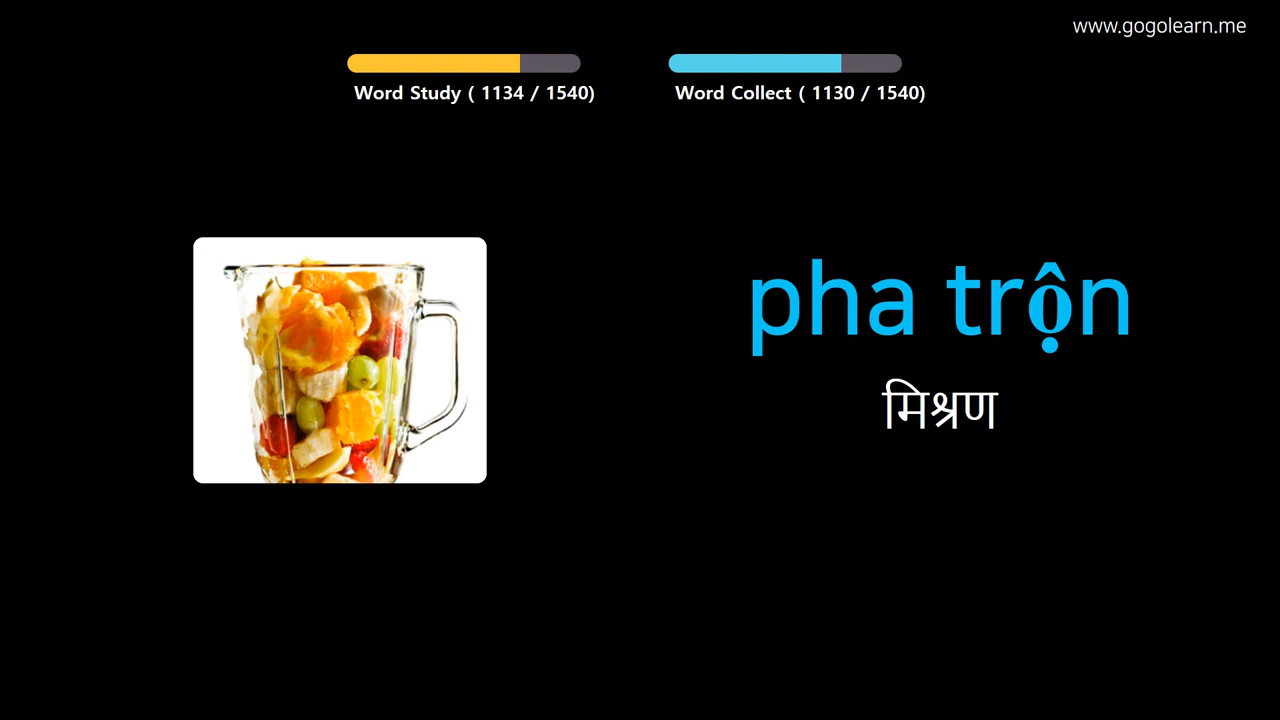 www.gogolearn.me
Word Study ( 1134 / 1540)
Word Collect ( 1130 / 1540)
pha trộn
मिश्रण